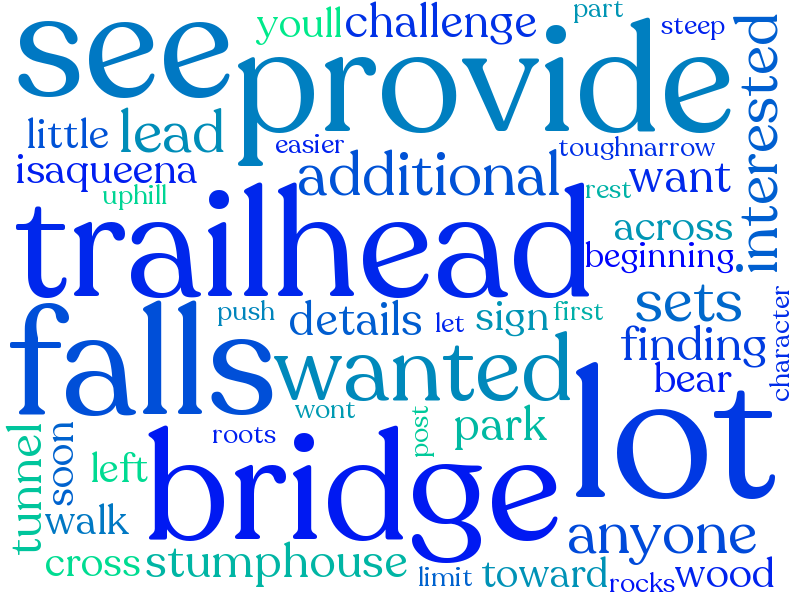 part
youll challenge
steep
see
provide
interested
little lead
easier
toughnarrow
isaqueena
additional
want
uphill
rest
trailhead
across
beginning
falls
push
details
let
sign
first
sets
character
finding
wanted
bear
wont
lot
roots
post
park
tunnel
soon
left
bridge
walk
anyone
cross stumphouse
limit
toward
rocks
wood